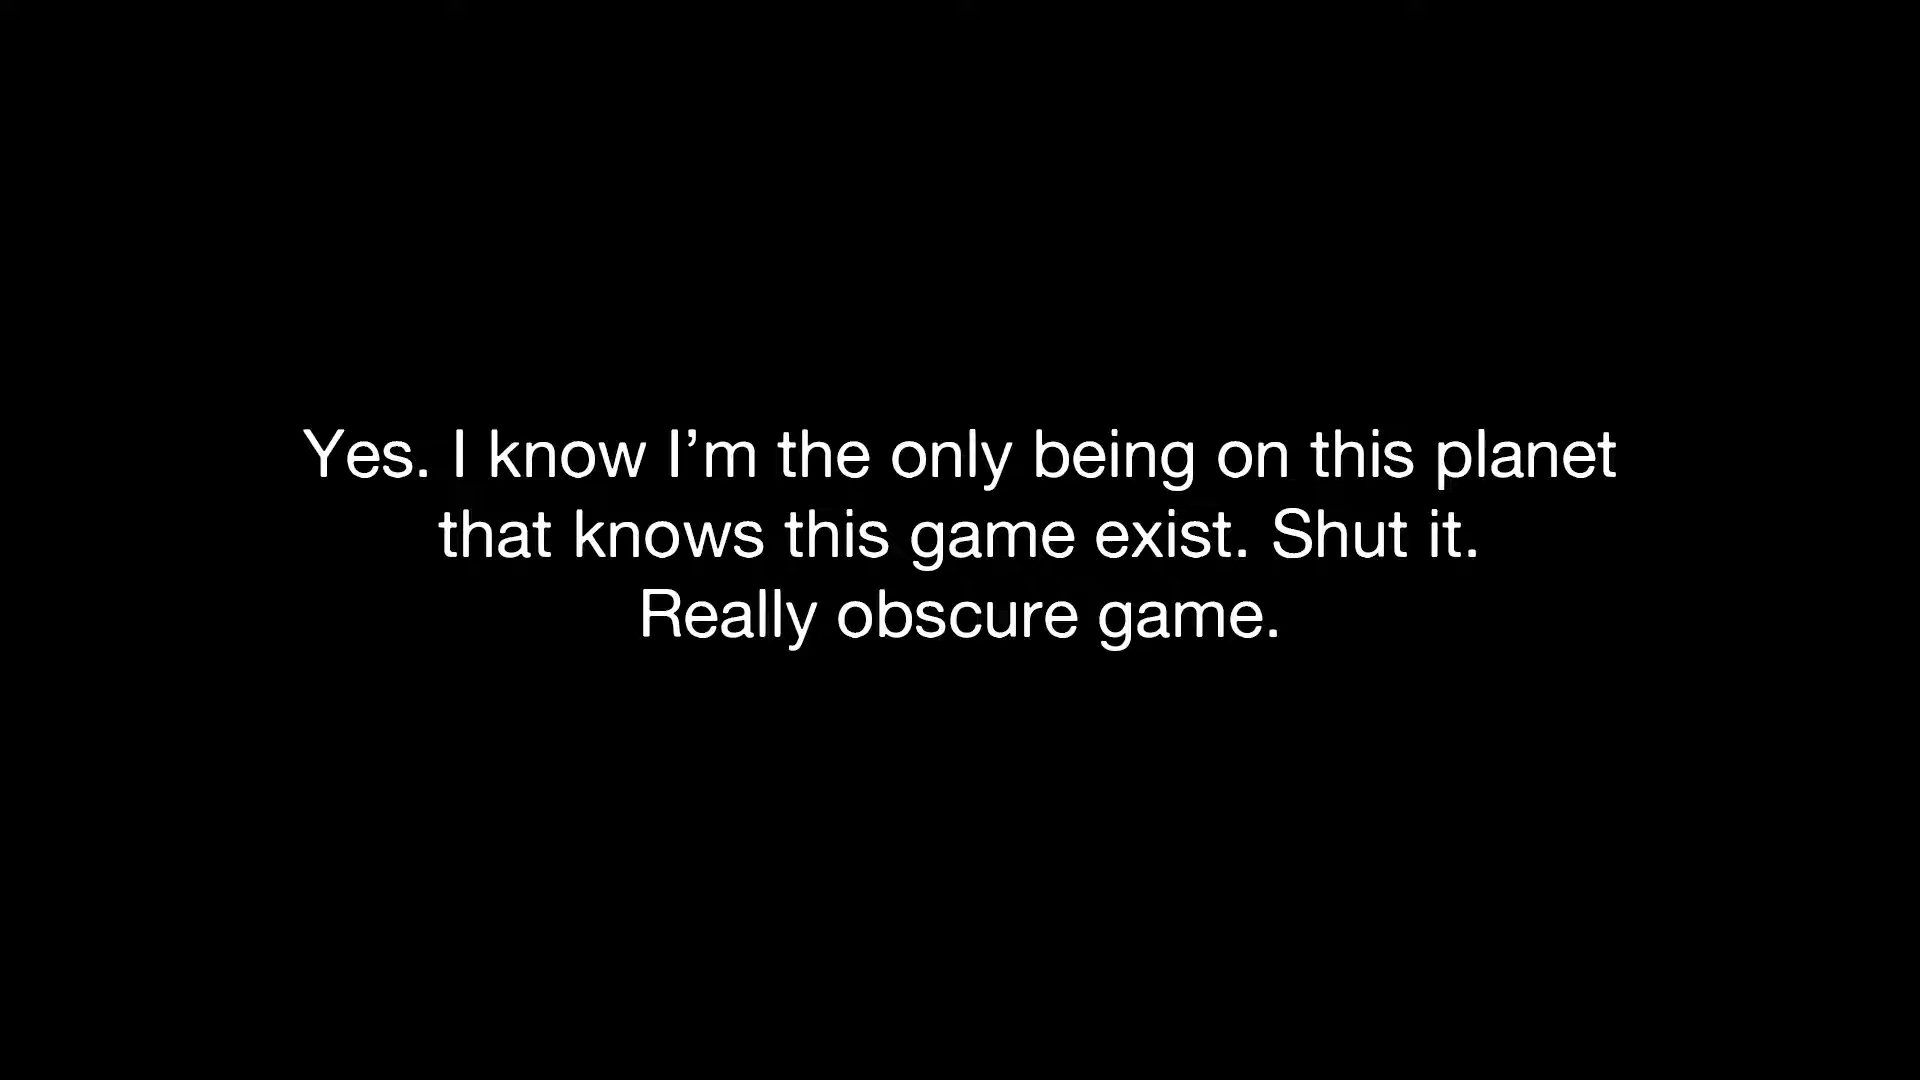 Yes. I know I’m the only being on this planet
that knows this game exist. Shut it.
Really obscure game.